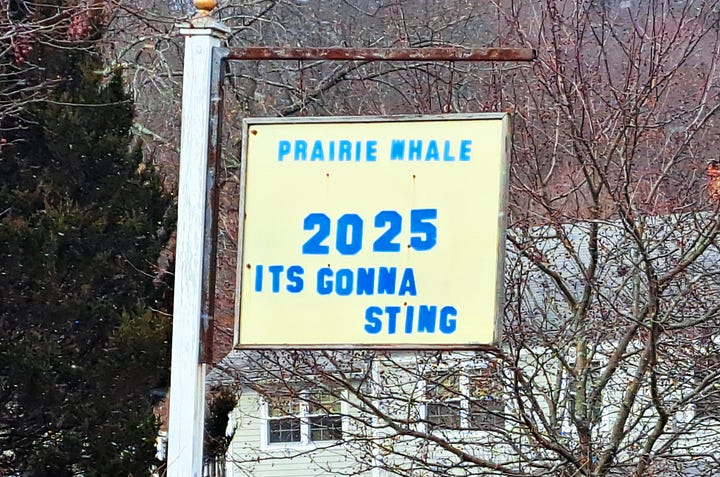 PRAIRIE WHALE
2025
ITS GONNA
STING